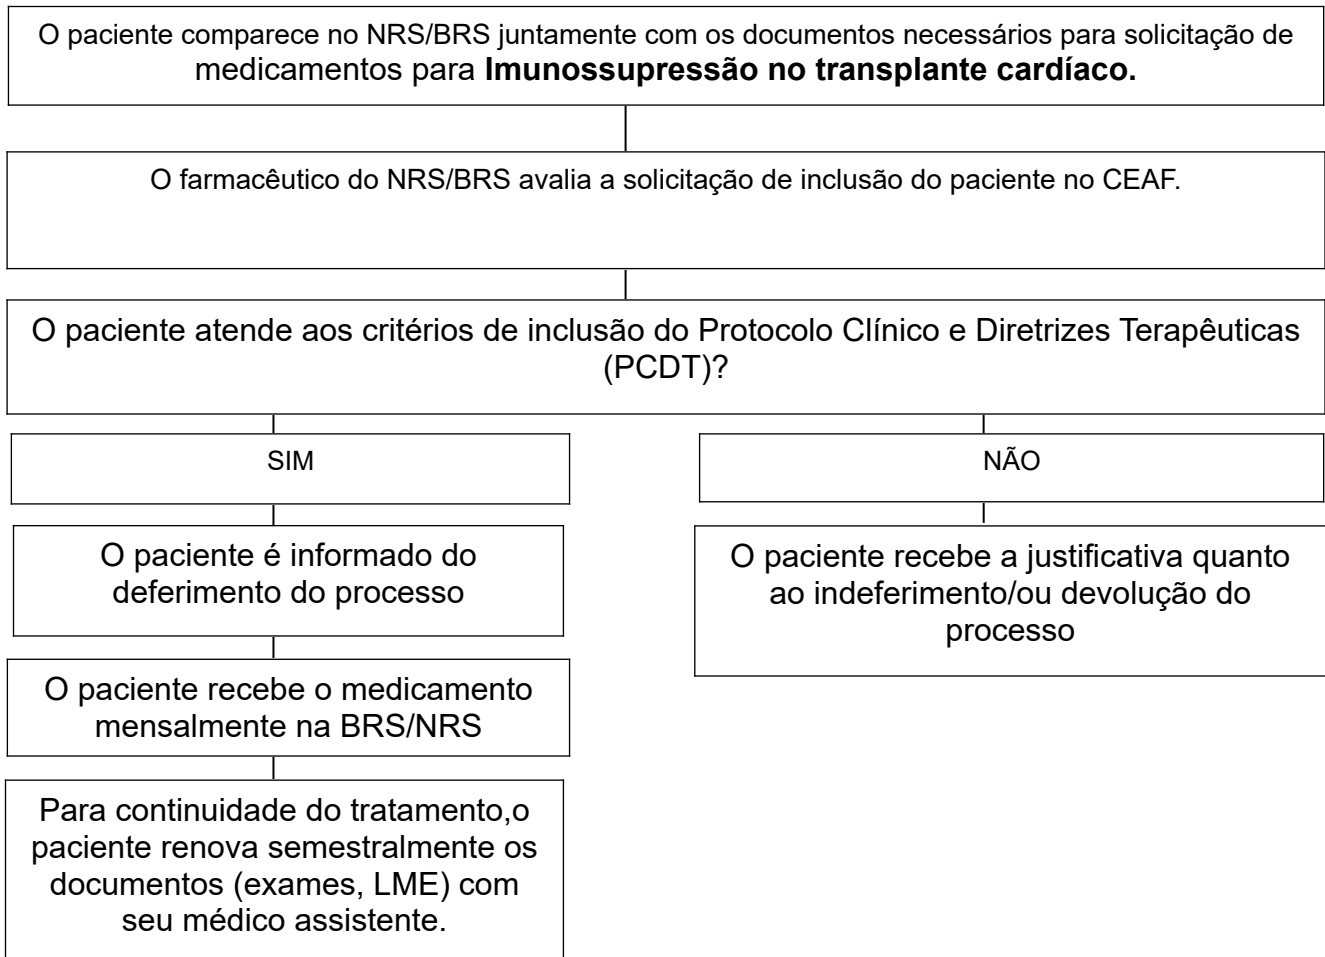 O paciente comparece no NRS/BRS juntamente com os documentos necessários para solicitação de
medicamentos para Imunossupressão no transplante cardíaco.
O farmacêutico do NRS/BRS avalia a solicitação de inclusão do paciente no CEAF.
O paciente atende aos critérios de inclusão do Protocolo Clínico e Diretrizes Terapêuticas
(PCDT)?
SIM
NÃO
O paciente é informado do
deferimento do processo
O paciente recebe a justificativa quanto
ao indeferimento/ou devolução do
processo
O paciente recebe o medicamento
mensalmente na BRS/NRS
Para continuidade do tratamento,o
paciente renova semestralmente os
documentos (exames, LME) com
seu médico assistente.